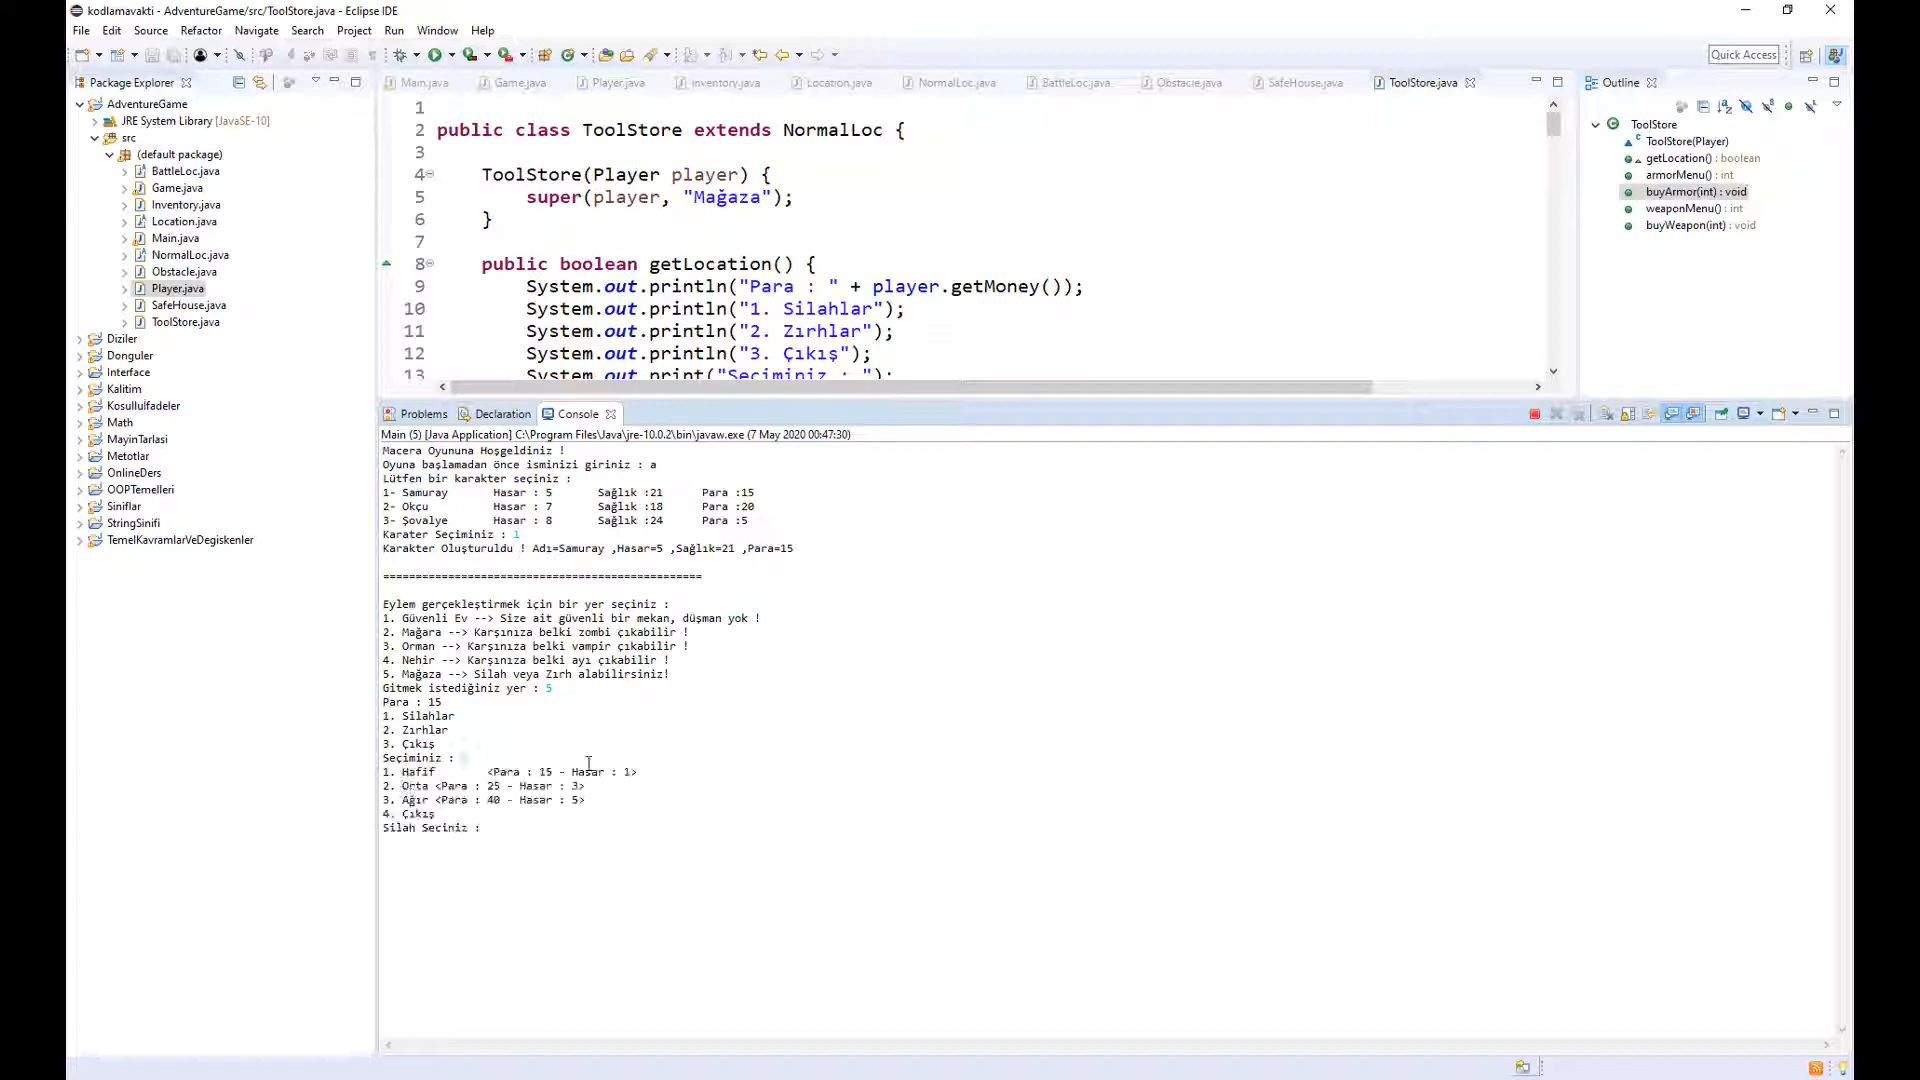 kodlamavakti - AdventureGame/src/ToolStore.java - Eclipse IDE
File Edit Source Refactor Navigate Search Project Run Window Help
Quick Access
Package Explorer
AdventureGame
JRE System Library [JavaSE-10]
src
(default package)
BattleLoc.java
Game.java
Inventory.java
Location.java
Main.java
NormalLoc.java
Obstacle.java
Player.java
SafeHouse.java
ToolStore.java
Diziler
Donguler
Interface
Kalitim
Kosullulfadeler
Math
MayinTarlasi
Metotlar
OnlineDers
OOPTemelleri
Siniflar
StringSinifi
TemelKavramlarVeDegiskenler
Main.java Game.java Player.java Inventory.java Location.java NormalLoc.java BattleLoc.java Obstacle.java SafeHouse.java ToolStore.java
1
2 public class ToolStore extends NormalLoc {
3
4 ToolStore(Player player) {
5 super(player, "Mağaza");
6 }
7
8 public boolean getLocation() {
9 System.out.println("Para : " + player.getMoney());
10 System.out.println("1. Silahlar");
11 System.out.println("2. Zırhlar");
12 System.out.println("3. Çıkış");
13 System.out.print("Seçiminiz : ");
Outline
ToolStore
ToolStore(Player)
getLocation() : boolean
armorMenu() : int
buyArmor(int) : void
weaponMenu() : int
buyWeapon(int) : void
Problems Declaration Console
Main (5) [Java Application] C:\Program Files\Java\jre-10.0.2\bin\javaw.exe (7 May 2020 00:47:30)
Macera Oyununa Hoşgeldiniz !
Oyuna başlamadan önce isminizi giriniz : a
Lütfen bir karakter seçiniz :
1- Samuray Hasar : 5 Sağlık :21 Para :15
2- Okçu Hasar : 7 Sağlık :18 Para :20
3- Şovalye Hasar : 8 Sağlık :24 Para :5
Karater Seçiminiz : 1
Karakter Oluşturuldu ! Adı=Samuray ,Hasar=5 ,Sağlık=21 ,Para=15
=================================================
Eylem gerçekleştirmek için bir yer seçiniz :
1. Güvenli Ev --> Size ait güvenli bir mekan, düşman yok !
2. Mağara --> Karşınıza belki zombi çıkabilir !
3. Orman --> Karşınıza belki vampir çıkabilir !
4. Nehir --> Karşınıza belki ayı çıkabilir !
5. Mağaza --> Silah veya Zırh alabilirsiniz!
Gitmek istediğiniz yer : 5
Para : 15
1. Silahlar
2. Zırhlar
3. Çıkış
Seçiminiz :
1. Hafif <Para : 15 - Hasar : 1>
2. Orta <Para : 25 - Hasar : 3>
3. Ağır <Para : 40 - Hasar : 5>
4. Çıkış
Silah Seciniz :